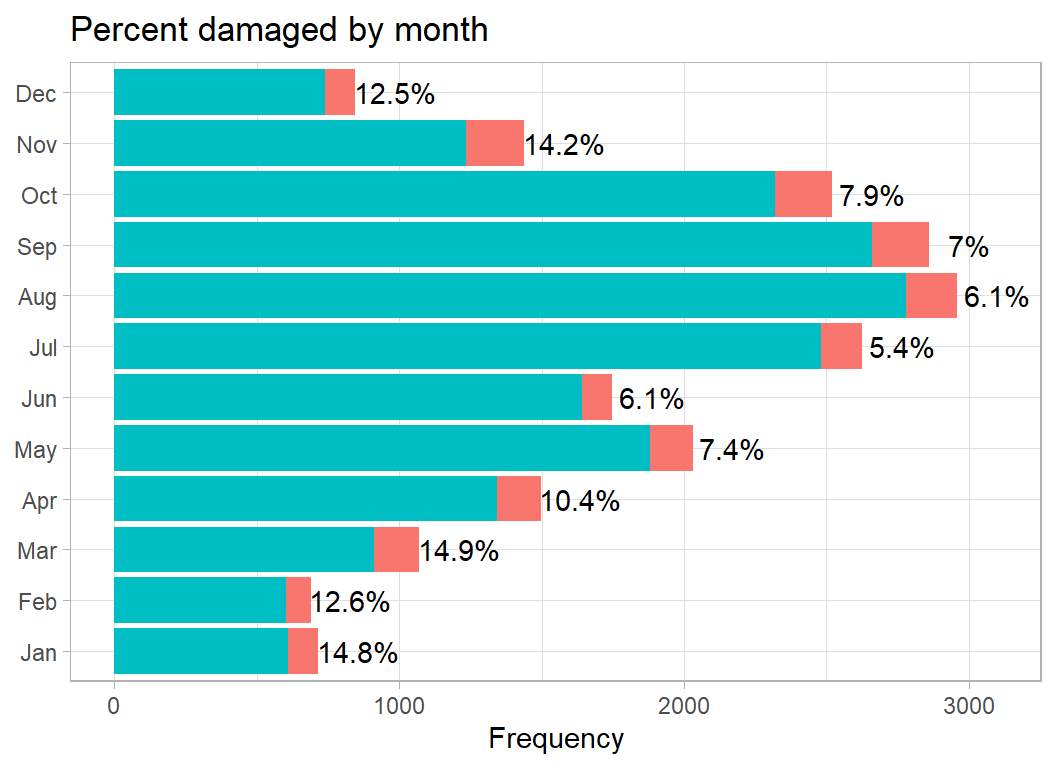 Percent damaged by month
Dec 12.5%
Nov 14.2%
Oct 7.9%
Sep 7%
Aug 6.1%
Jul 5.4%
Jun 6.1%
May 7.4%
Apr 10.4%
Mar 14.9%
Feb 12.6%
Jan 14.8%
0 1000 2000 3000
Frequency